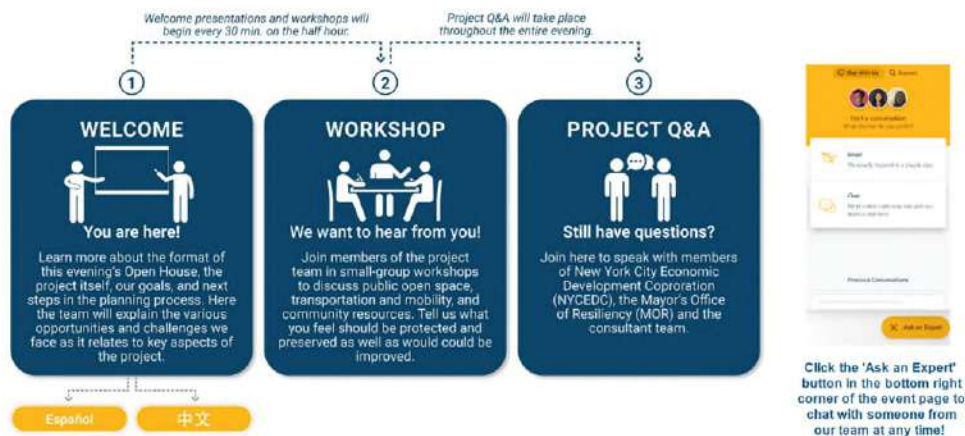 Welcome presentations and workshops will
begin every 30 min. on the half hour.
Project Q&A will take place
throughout the entire evening.
1
2
3
WELCOME
You are here!
Learn more about the format of
this evening's Open House, the
project itself, our goals, and next
steps in the planning process. Here
the team will explain the various
opportunities and challenges we
face as it relates to key aspects of
the project.
WORKSHOP
We want to hear from you!
Join members of the project
team in small-group workshops
to discuss public open space,
transportation and mobility, and
community resources. Tell us what
you feel should be protected and
preserved as well as would could be
improved.
PROJECT Q&A
Still have questions?
Join here to speak with members
of New York City Economic
Development Coproration
(NYCEDC), the Mayor's Office
of Resiliency (MOR) and the
consultant team.
Español
中文
Start a conversation
Email
Chat
Previous Conversations
Ask an Expert
Click the 'Ask an Expert'
button in the bottom right
corner of the event page to
chat with someone from
our team at any time!